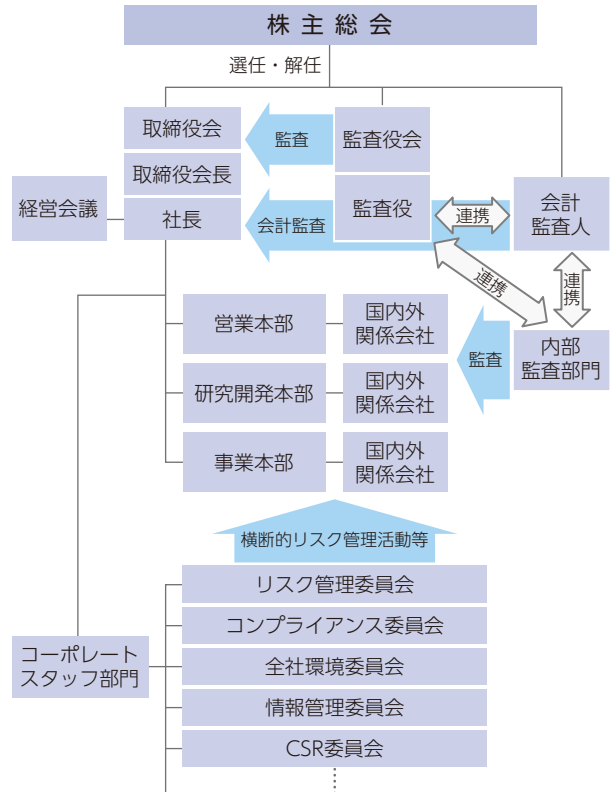 株主総会
選任・解任
取締役会
監査
監査役会
取締役会長
経営会議
社長
会計監査
監査役
連携
会計
監査人
連携
連携
営業本部
国内外
関係会社
監査
内部
監査部門
研究開発本部
国内外
関係会社
事業本部
国内外
関係会社
横断的リスク管理活動等
リスク管理委員会
コンプライアンス委員会
コーポレート
スタッフ部門
全社環境委員会
情報管理委員会
CSR委員会